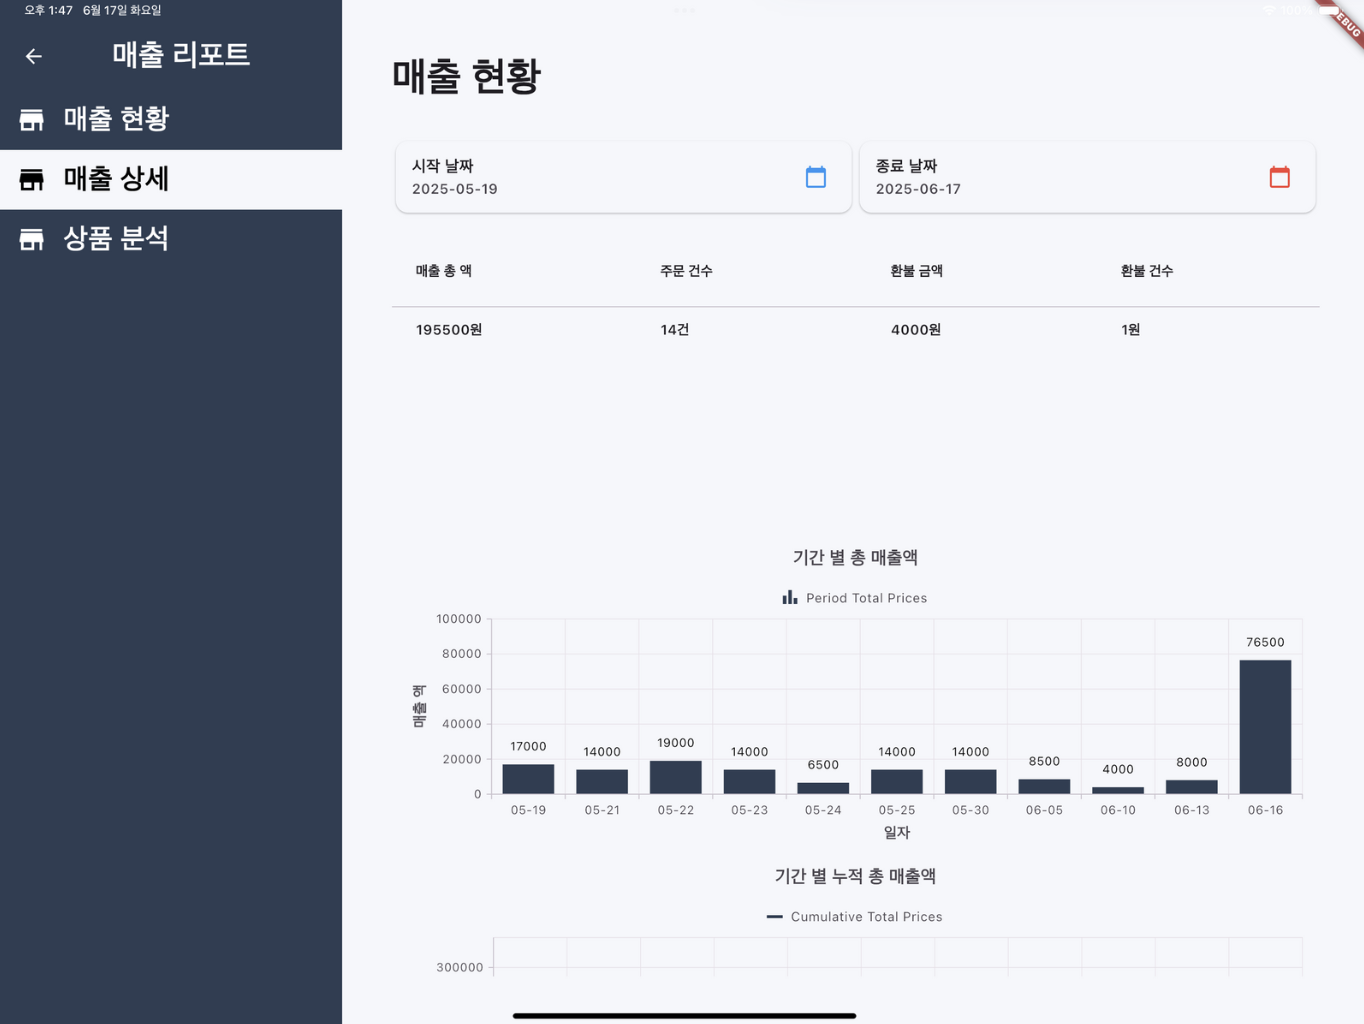 오후 1:47 6월 17일 화요일
100%
매출 리포트
매출 현황
매출 상세
상품 분석
매출 현황
시작 날짜
2025-05-19
종료 날짜
2025-06-17
매출 총 액 주문 건수 환불 금액 환불 건수
195500원 14건 4000원 1원
기간 별 총 매출액
Period Total Prices
매출 액
100000
80000
60000
40000
20000
0
17000 14000 19000 14000 6500 14000 14000 8500 4000 8000 76500
05-19 05-21 05-22 05-23 05-24 05-25 05-30 06-05 06-10 06-13 06-16
일자
기간 별 누적 총 매출액
Cumulative Total Prices
300000